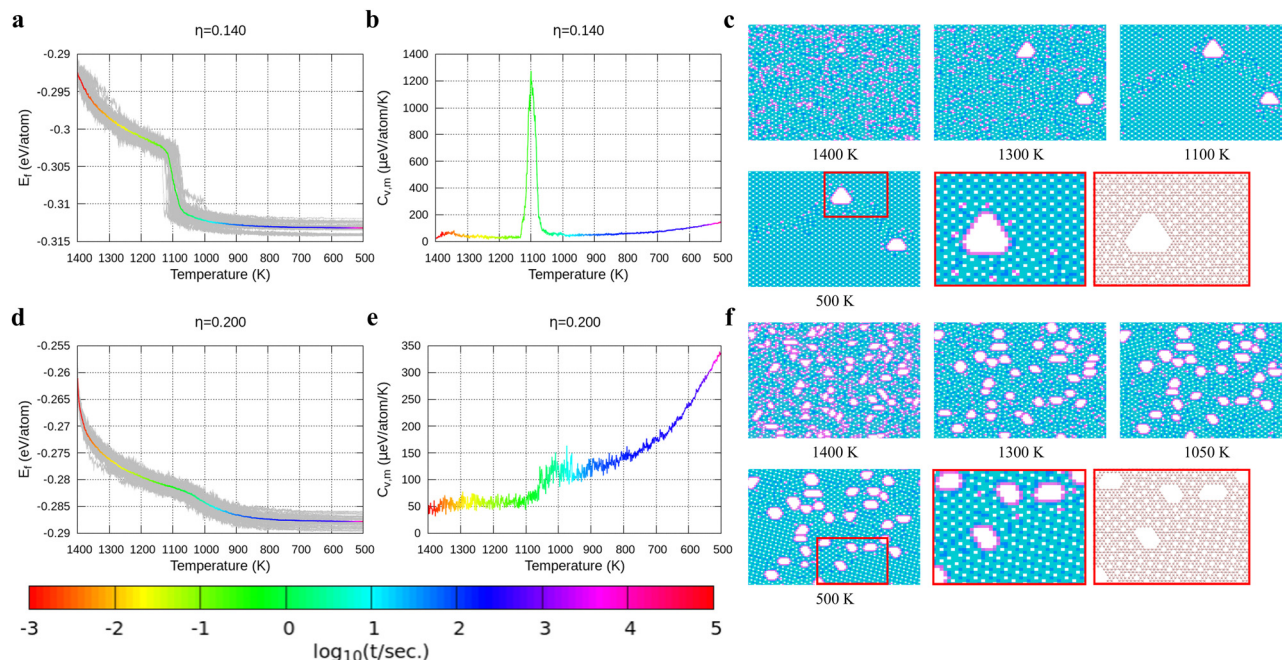 a
η=0.140
-0.29
-0.295
-0.3
-0.305
-0.31
-0.315
E_f (eV/atom)
1400 1300 1200 1100 1000 900 800 700 600 500
Temperature (K)
b
η=0.140
1400
1200
1000
800
600
400
200
0
C_v,m (μeV/atom/K)
1400 1300 1200 1100 1000 900 800 700 600 500
Temperature (K)
c
1400 K
1300 K
1100 K
500 K
d
η=0.200
-0.255
-0.26
-0.265
-0.27
-0.275
-0.28
-0.285
-0.29
E_f (eV/atom)
1400 1300 1200 1100 1000 900 800 700 600 500
Temperature (K)
e
η=0.200
350
300
250
200
150
100
50
0
C_v,m (μeV/atom/K)
1400 1300 1200 1100 1000 900 800 700 600 500
Temperature (K)
f
1400 K
1300 K
1050 K
500 K
-3 -2 -1 0 1 2 3 4 5
log_10(t/sec.)